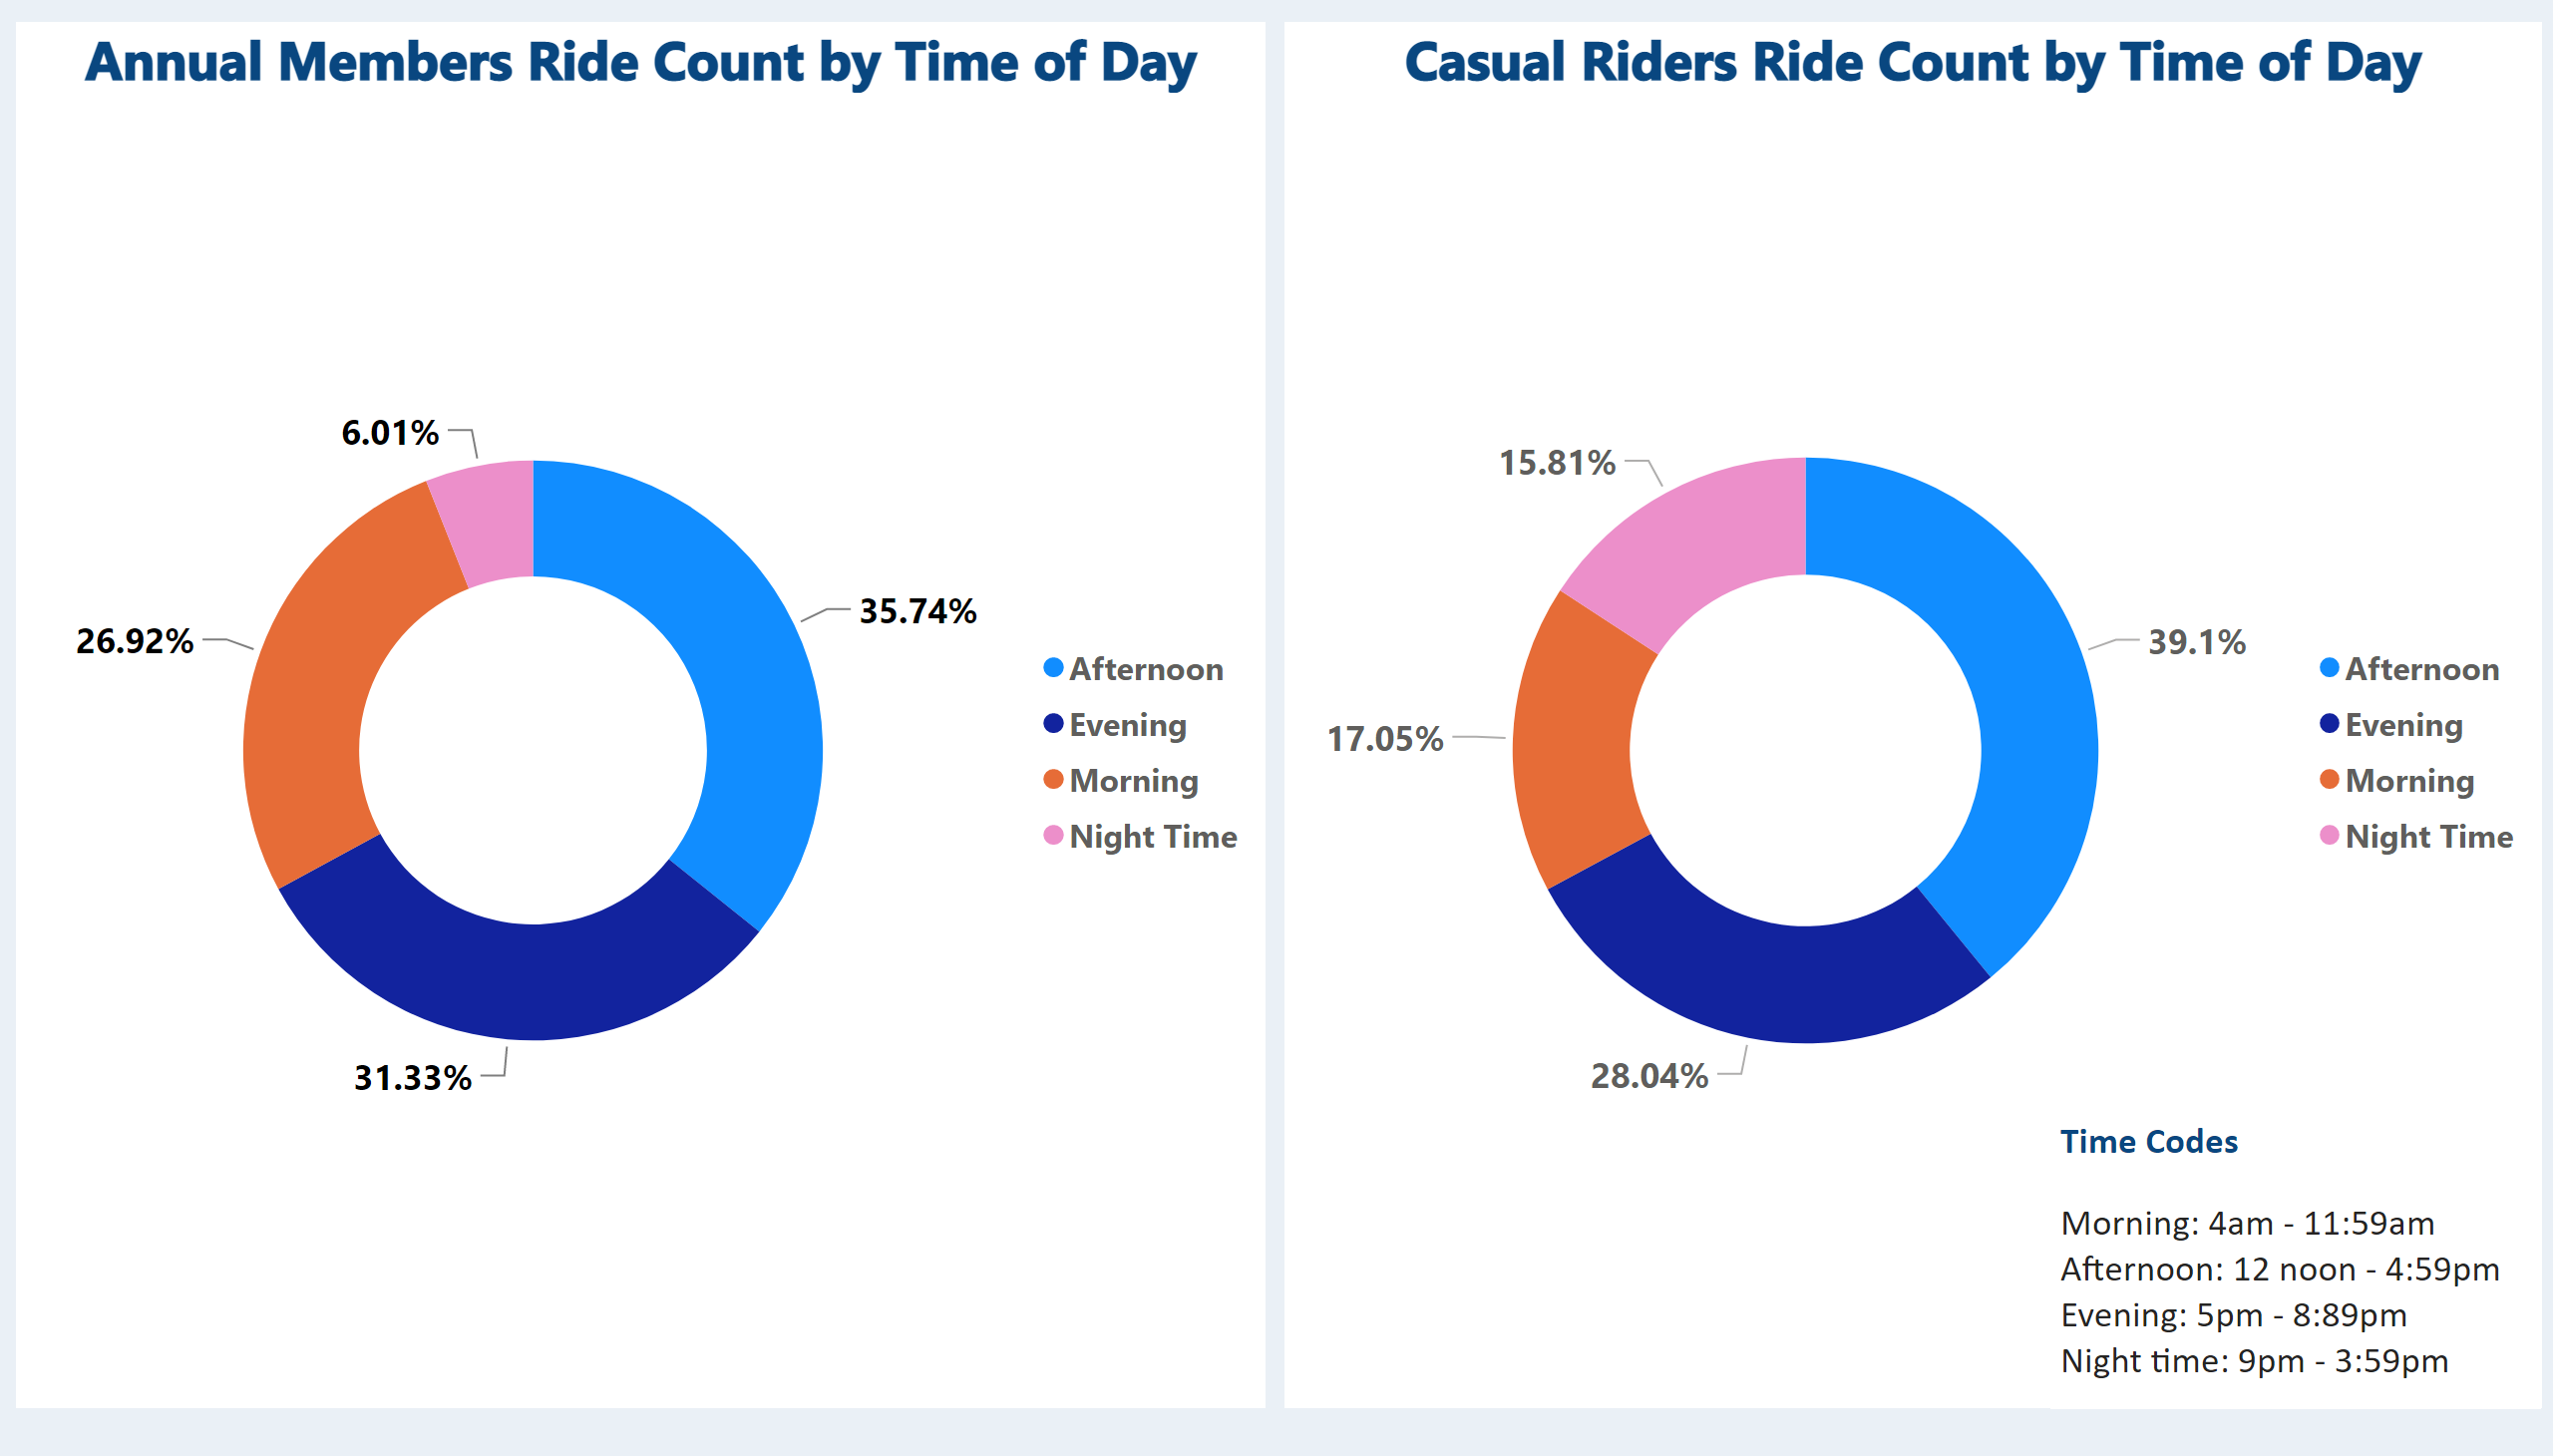 Annual Members Ride Count by Time of Day
6.01%
35.74%
26.92%
31.33%
Afternoon
Evening
Morning
Night Time
Casual Riders Ride Count by Time of Day
15.81%
39.1%
17.05%
28.04%
Afternoon
Evening
Morning
Night Time
Time Codes
Morning: 4am - 11:59am
Afternoon: 12 noon - 4:59pm
Evening: 5pm - 8:89pm
Night time: 9pm - 3:59pm